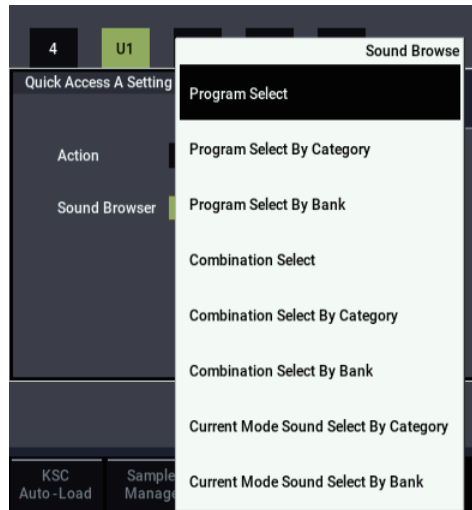 4
U1
Sound Browse
Quick Access A Setting
Program Select
Action
Program Select By Category
Sound Browser
Program Select By Bank
Combination Select
Combination Select By Category
Combination Select By Bank
Current Mode Sound Select By Category
Current Mode Sound Select By Bank
KSC
Auto-Load
Sample